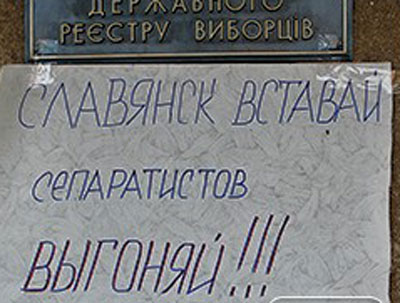 ДЕРЖАВНОГО
РЕЄСТРУ ВИБОРЦІВ
СЛАВЯНСК ВСТАВАЙ
СЕПАРАТИСТОВ
ВЫГОНЯЙ!!!